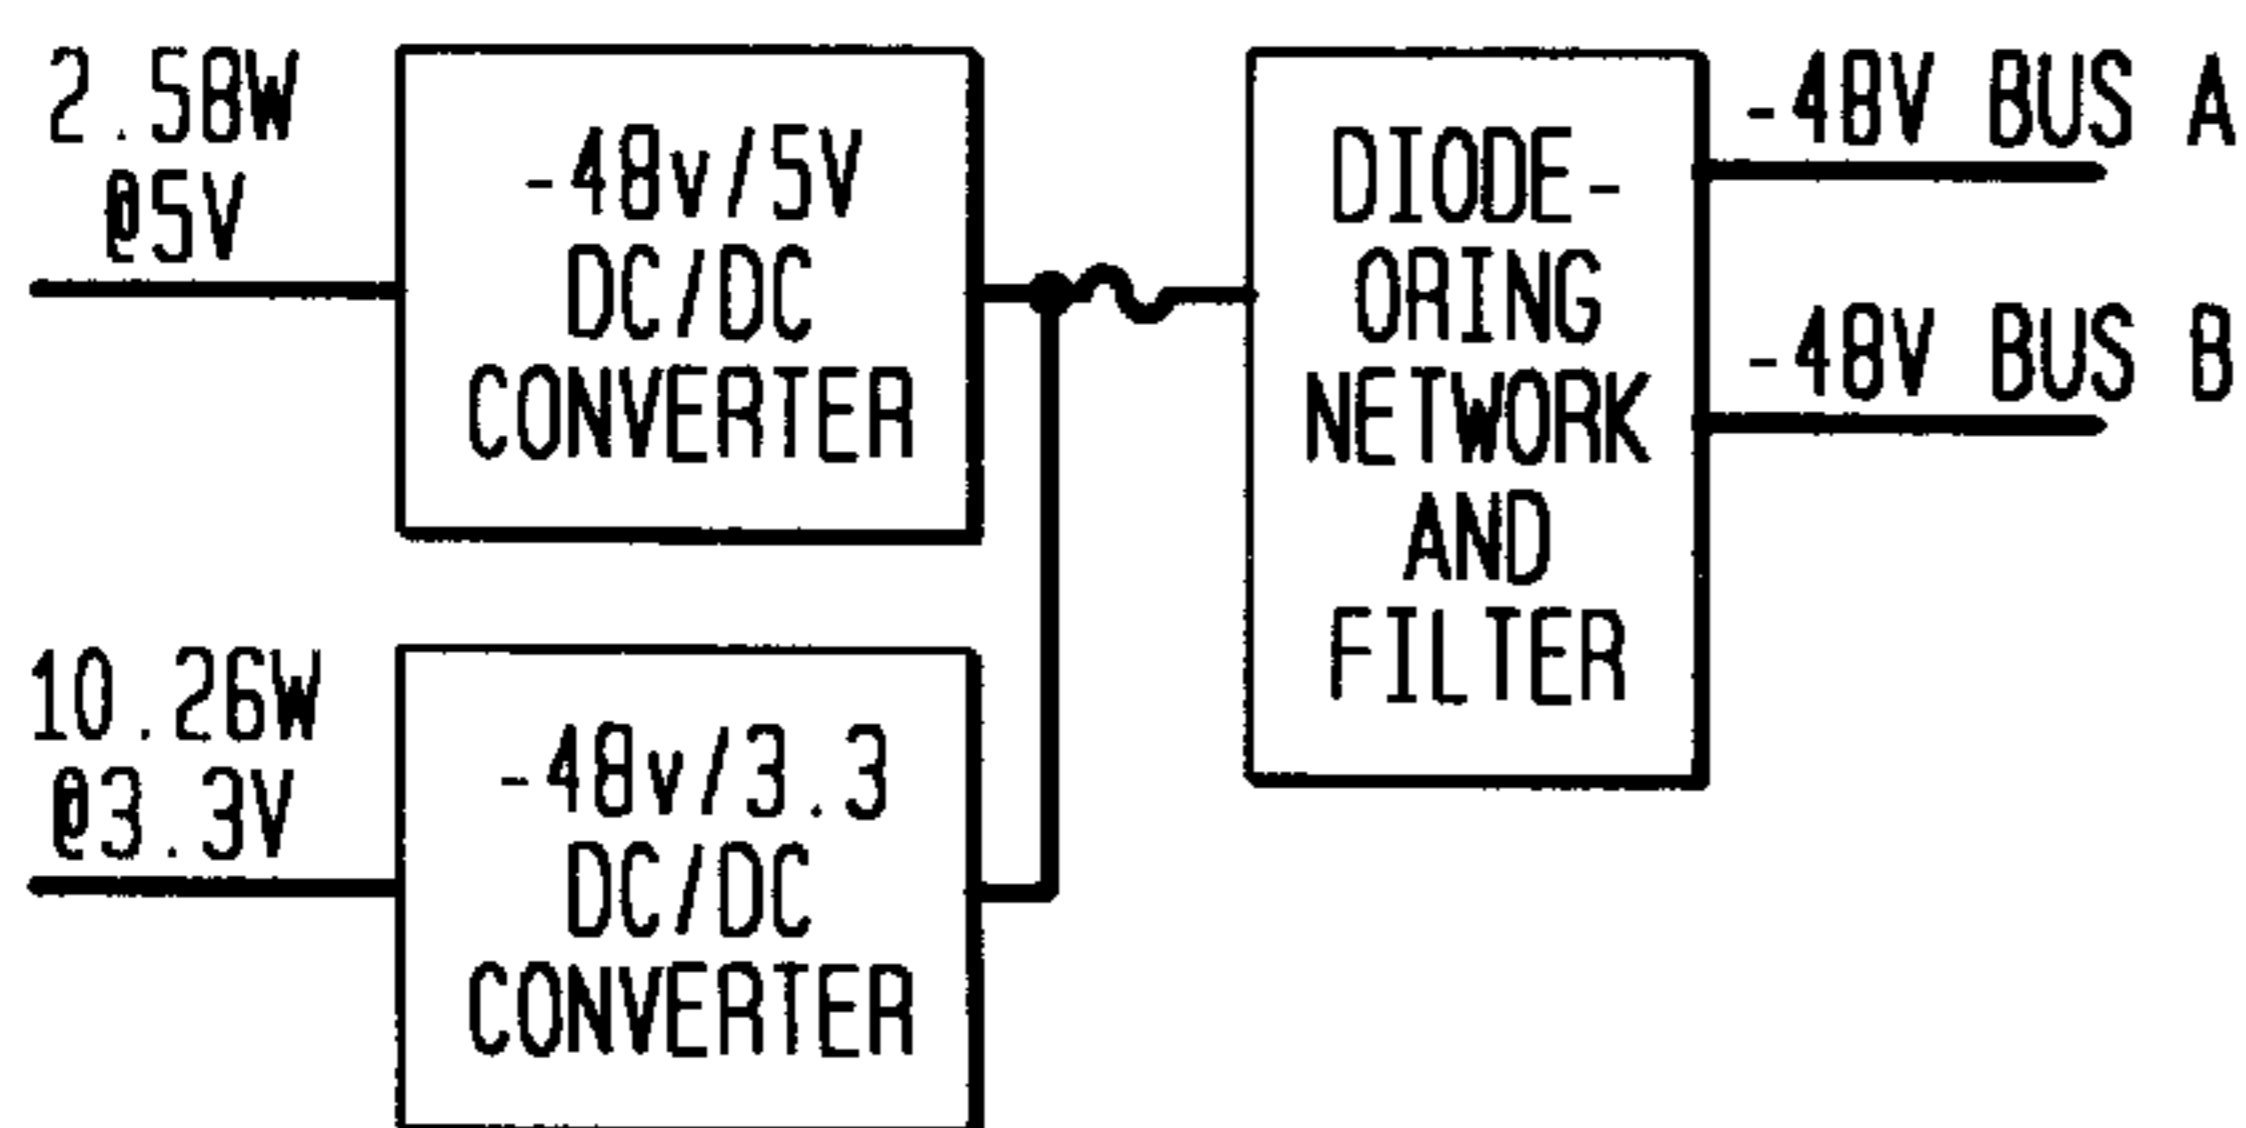 2.58W
@5V
-48v/5V
DC/DC
CONVERTER
DIODE-
ORING
NETWORK
AND
FILTER
-48V BUS A
-48V BUS B
10.26W
@3.3V
-48v/3.3
DC/DC
CONVERTER